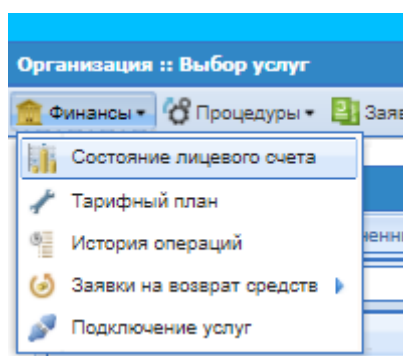 Организация :: Выбор услуг
Финансы Процедуры
Состояние лицевого счета
Тарифный план
История операций
Заявки на возврат средств
Подключение услуг